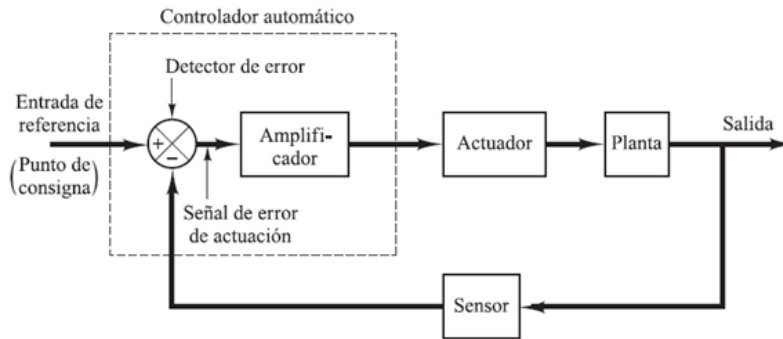 Controlador automático
Detector de error
Entrada de
referencia
(Punto de
consigna)
+
−
Amplifi-
cador
Señal de error
de actuación
Actuador
Planta
Salida
Sensor